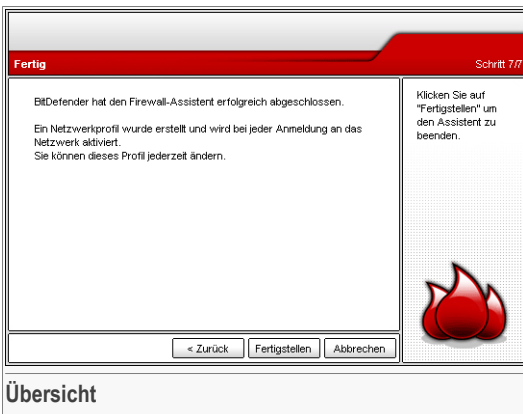 Fertig
Schritt 7/7
BitDefender hat den Firewall-Assistent erfolgreich abgeschlossen.
Ein Netzwerkprofil wurde erstellt und wird bei jeder Anmeldung an das
Netzwerk aktiviert.
Sie können dieses Profil jederzeit ändern.
Klicken Sie auf
"Fertigstellen" um
den Assistent zu
beenden.
< Zurück
Fertigstellen
Abbrechen
Übersicht